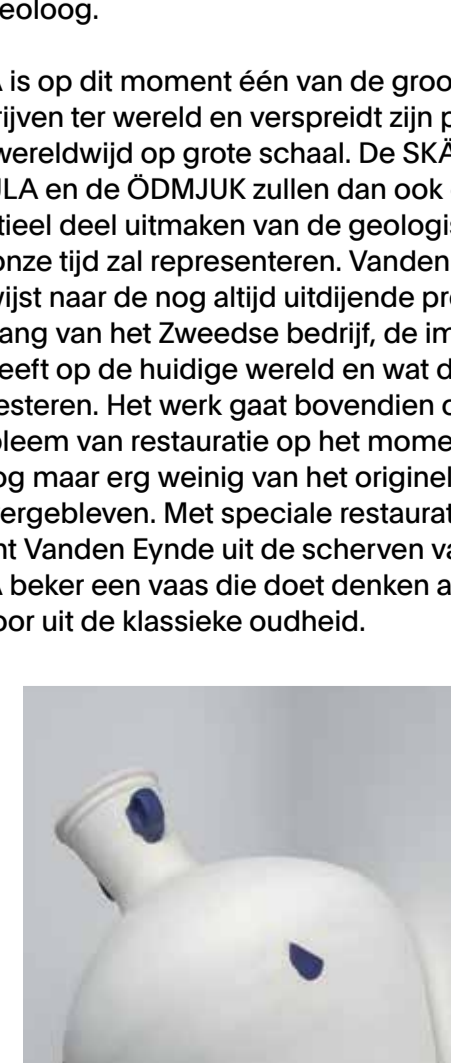 eoloog.
A is op dit moment één van de groo
rijven ter wereld en verspreidt zijn p
wereldwijd op grote schaal. De SKÄ
JLA en de ÖDMJUK zullen dan ook
tieel deel uitmaken van de geologis
onze tijd zal representeren. Vanden
vijst naar de nog altijd uitdijende pr
ang van het Zweedse bedrijf, de im
eeft op de huidige wereld en wat d
esteren. Het werk gaat bovendien o
bleem van restauratie op het mome
og maar erg weinig van het originel
ergebleven. Met speciale restaurat
nt Vanden Eynde uit de scherven va
A beker een vaas die doet denken a
oor uit de klassieke oudheid.